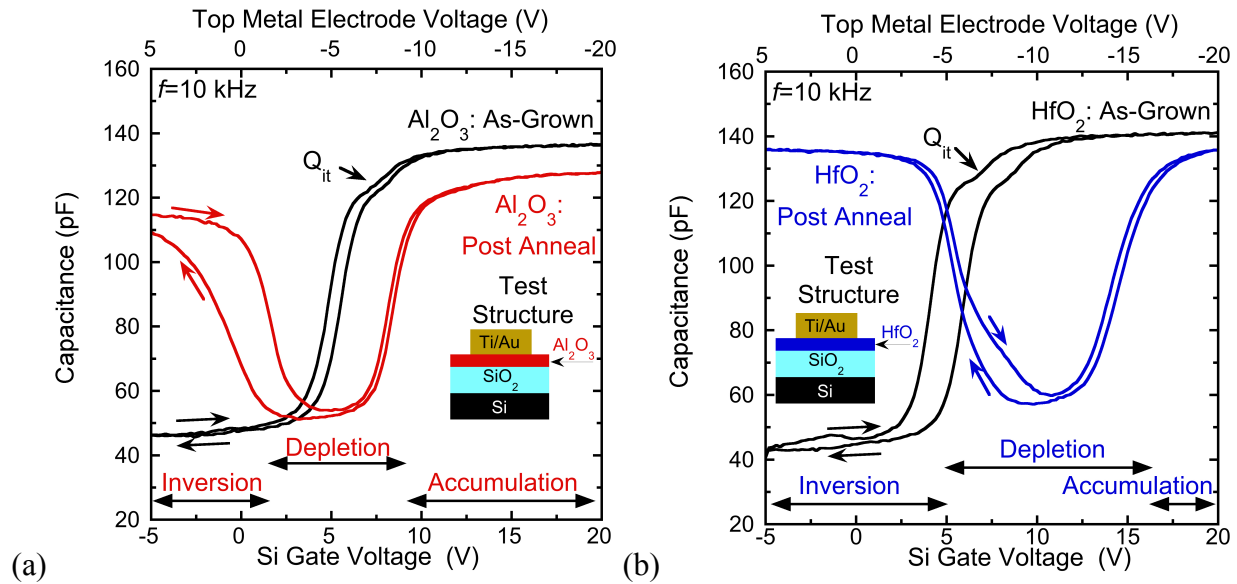 Top Metal Electrode Voltage (V)
5 0 -5 -10 -15 -20
160
140
120
100
80
60
40
20
Capacitance (pF)
f=10 kHz
Al2O3: As-Grown
Qit
Al2O3:
Post Anneal
Test
Structure
Ti/Au
Al2O3
SiO2
Si
Depletion
Inversion
Accumulation
-5 0 5 10 15 20
Si Gate Voltage (V)
(a)
Top Metal Electrode Voltage (V)
5 0 -5 -10 -15 -20
160
140
120
100
80
60
40
20
Capacitance (pF)
f=10 kHz
HfO2: As-Grown
Qit
HfO2:
Post Anneal
Test
Structure
Ti/Au
HfO2
SiO2
Si
Depletion
Inversion
Accumulation
-5 0 5 10 15 20
Si Gate Voltage (V)
(b)